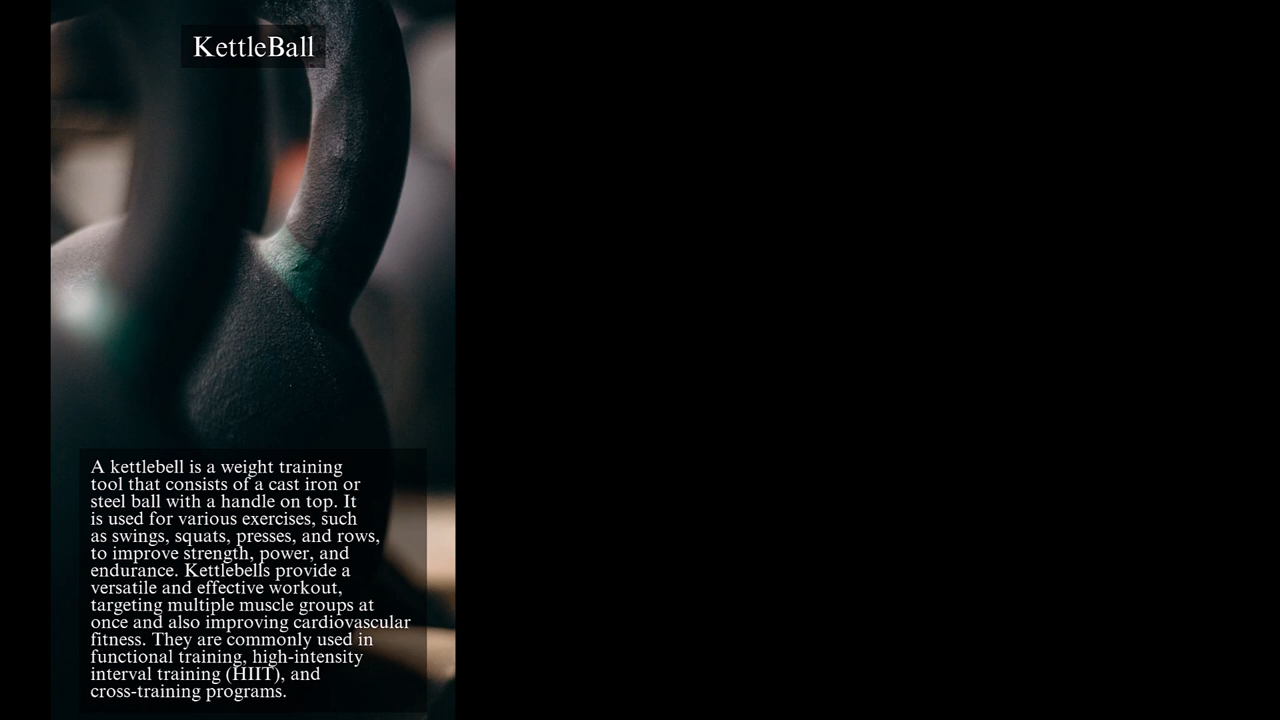 KettleBall
A kettlebell is a weight training
tool that consists of a cast iron or
steel ball with a handle on top. It
is used for various exercises, such
as swings, squats, presses, and rows,
to improve strength, power, and
endurance. Kettlebells provide a
versatile and effective workout,
targeting multiple muscle groups at
once and also improving cardiovascular
fitness. They are commonly used in
functional training, high-intensity
interval training (HIIT), and
cross-training programs.